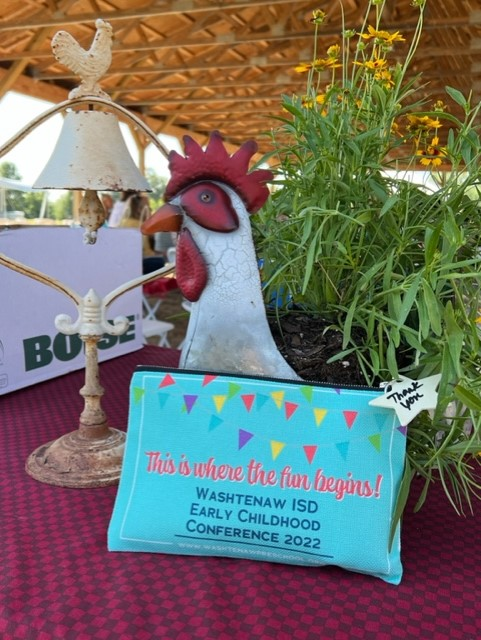 BOISE
Thank
You
This is where the fun begins!
Washtenaw ISD
Early Childhood
Conference 2022